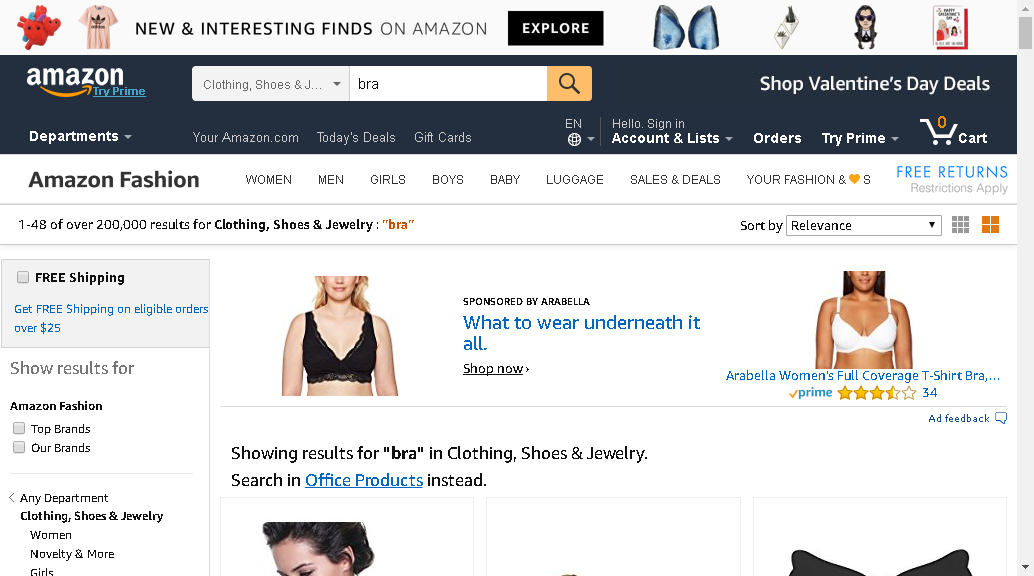 NEW & INTERESTING FINDS ON AMAZON
EXPLORE
amazon
Try Prime
Clothing, Shoes & J...
bra
Shop Valentine's Day Deals
Departments
Your Amazon.com
Today's Deals
Gift Cards
EN
Hello. Sign in
Account & Lists
Orders
Try Prime
0
Cart
Amazon Fashion
WOMEN
MEN
GIRLS
BOYS
BABY
LUGGAGE
SALES & DEALS
YOUR FASHION & 🧡 S
FREE RETURNS
Restrictions Apply
1-48 of over 200,000 results for Clothing, Shoes & Jewelry : "bra"
Sort by Relevance
FREE Shipping
Get FREE Shipping on eligible orders
over $25
Show results for
Amazon Fashion
Top Brands
Our Brands
Any Department
Clothing, Shoes & Jewelry
Women
Novelty & More
Girls
SPONSORED BY ARABELLA
What to wear underneath it
all.
Shop now ›
Arabella Women's Full Coverage T-Shirt Bra,...
prime
34
Ad feedback
Showing results for "bra" in Clothing, Shoes & Jewelry.
Search in Office Products instead.